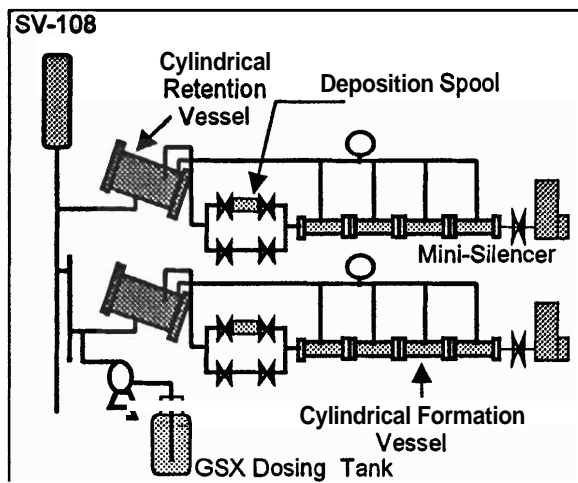 SV-108
Cylindrical
Retention
Vessel
Deposition Spool
Mini-Silencer
Cylindrical Formation
Vessel
GSX Dosing Tank